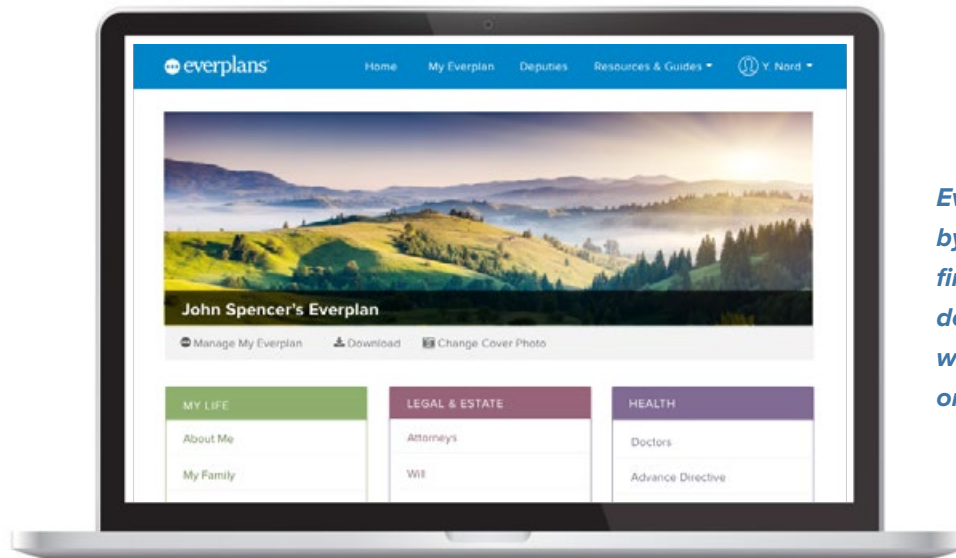 everplans
Home My Everplan Deputies Resources & Guides Y. Nord
John Spencer's Everplan
Manage My Everplan Download Change Cover Photo
MY LIFE
About Me
My Family
LEGAL & ESTATE
Attorneys
Will
HEALTH
Doctors
Advance Directive
by